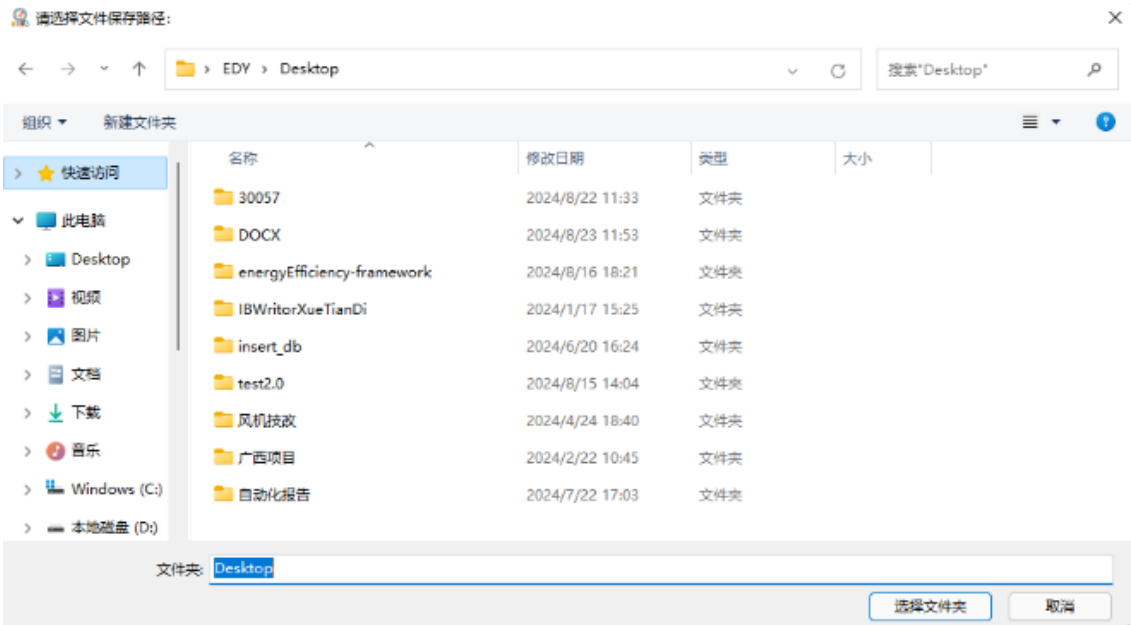 请选择文件保存路径:
EDY > Desktop
搜索"Desktop"
组织 新建文件夹
名称 修改日期 类型 大小
快速访问
此电脑
Desktop
视频
图片
文档
下载
音乐
Windows (C:)
本地磁盘 (D:)
30057 2024/8/22 11:33 文件夹
DOCX 2024/8/23 11:53 文件夹
energyEfficiency-framework 2024/8/16 18:21 文件夹
IBWritorXueTianDi 2024/1/17 15:25 文件夹
insert_db 2024/6/20 16:24 文件夹
test2.0 2024/8/15 14:04 文件夹
风机技改 2024/4/24 18:40 文件夹
广西项目 2024/2/22 10:45 文件夹
自动化报告 2024/7/22 17:03 文件夹
文件夹: Desktop
选择文件夹 取消